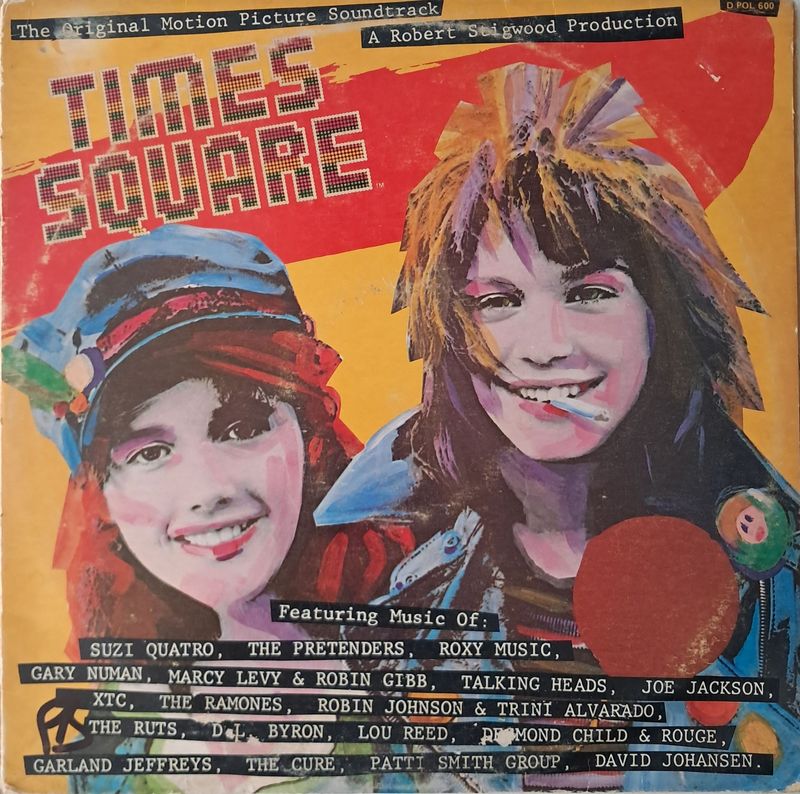 The Original Motion Picture Soundtrack
A Robert Stigwood Production
D POL 600
TIMES
SQUARE™
Featuring Music Of:
SUZI QUATRO, THE PRETENDERS, ROXY MUSIC,
GARY NUMAN, MARCY LEVY & ROBIN GIBB, TALKING HEADS, JOE JACKSON,
XTC, THE RAMONES, ROBIN JOHNSON & TRINI ALVARADO,
THE RUTS, D.L. BYRON, LOU REED, DESMOND CHILD & ROUGE,
GARLAND JEFFREYS, THE CURE, PATTI SMITH GROUP, DAVID JOHANSEN.